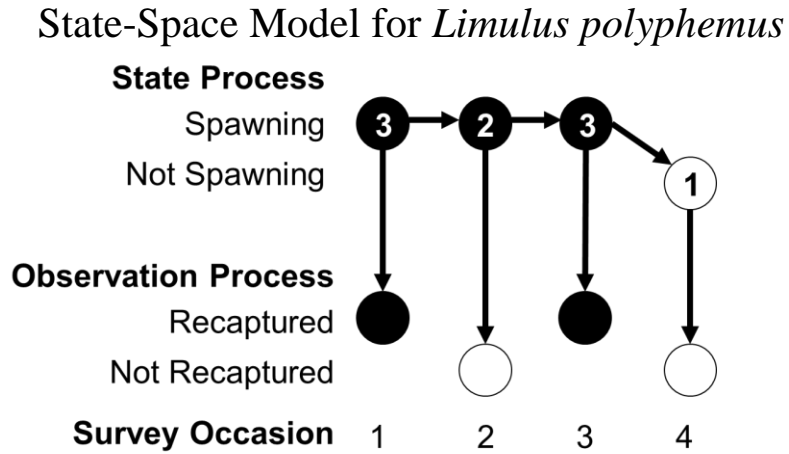 State-Space Model for Limulus polyphemus
State Process
Spawning 3 2 3
Not Spawning 1
Observation Process
Recaptured
Not Recaptured
Survey Occasion 1 2 3 4